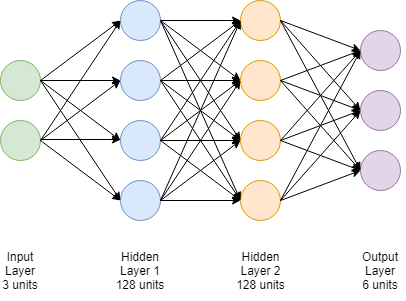 Input
Layer
3 units
Hidden
Layer 1
128 units
Hidden
Layer 2
128 units
Output
Layer
6 units